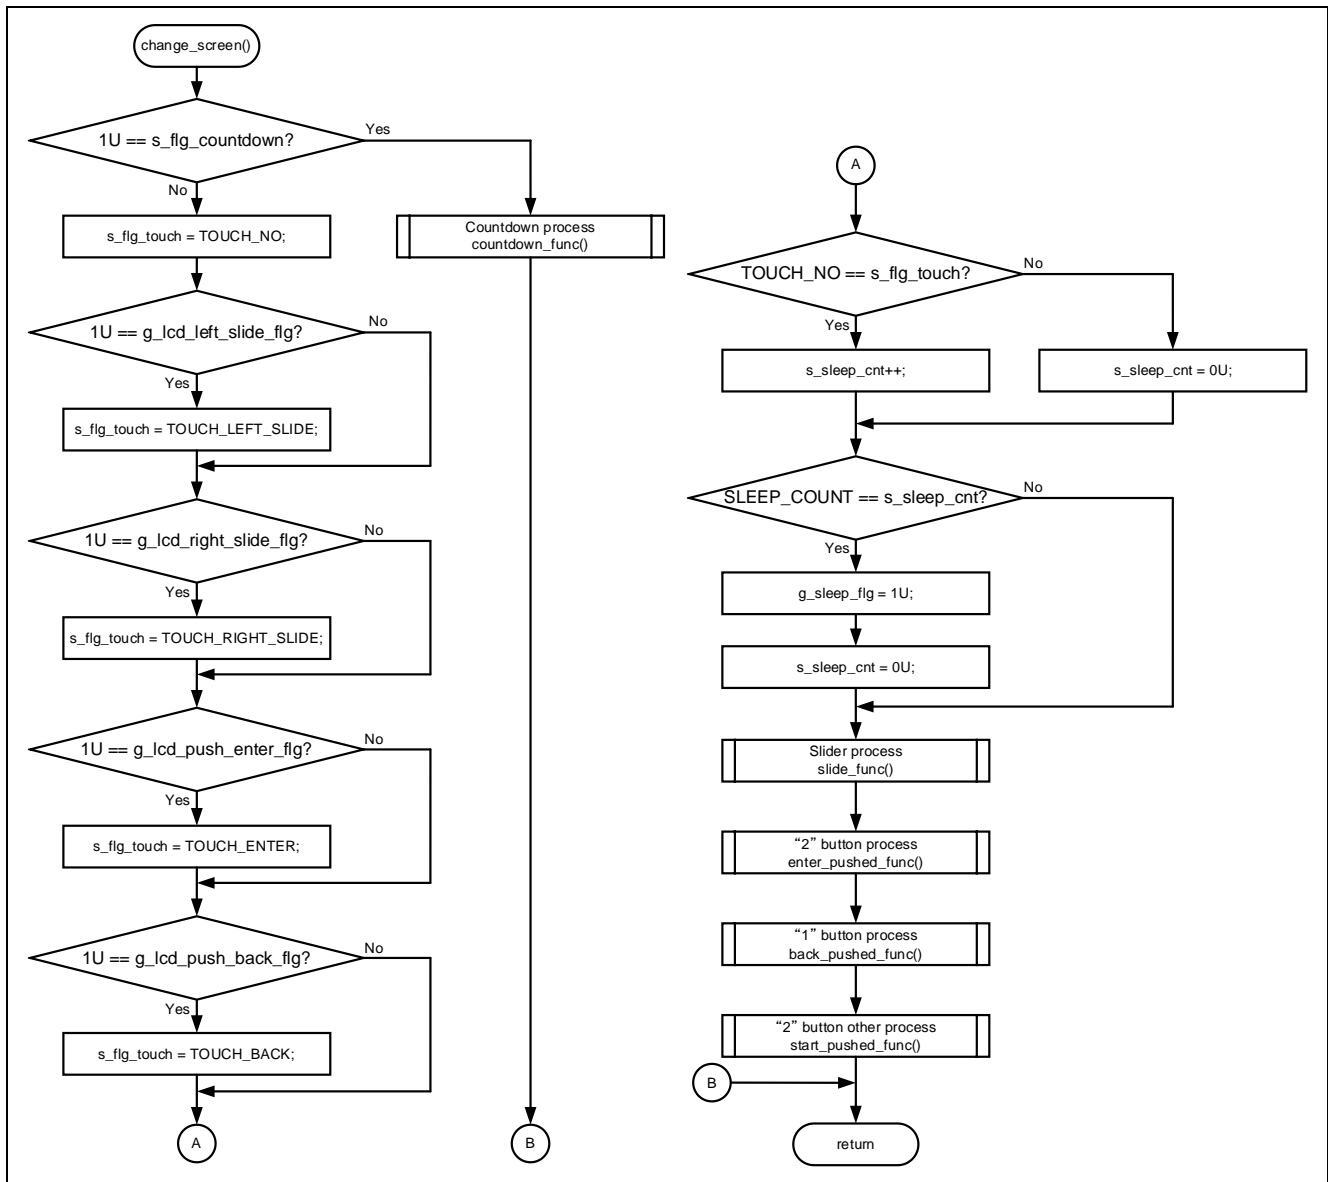 change_screen()
1U == s_flg_countdown?
Yes
No
s_flg_touch = TOUCH_NO;
Countdown process
countdown_func()
1U == g_lcd_left_slide_flg?
No
Yes
s_flg_touch = TOUCH_LEFT_SLIDE;
1U == g_lcd_right_slide_flg?
No
Yes
s_flg_touch = TOUCH_RIGHT_SLIDE;
1U == g_lcd_push_enter_flg?
No
Yes
s_flg_touch = TOUCH_ENTER;
1U == g_lcd_push_back_flg?
No
Yes
s_flg_touch = TOUCH_BACK;
A
B
A
TOUCH_NO == s_flg_touch?
No
Yes
s_sleep_cnt++;
s_sleep_cnt = 0U;
SLEEP_COUNT == s_sleep_cnt?
No
Yes
g_sleep_flg = 1U;
s_sleep_cnt = 0U;
Slider process
slide_func()
“2” button process
enter_pushed_func()
“1” button process
back_pushed_func()
“2” button other process
start_pushed_func()
B
return